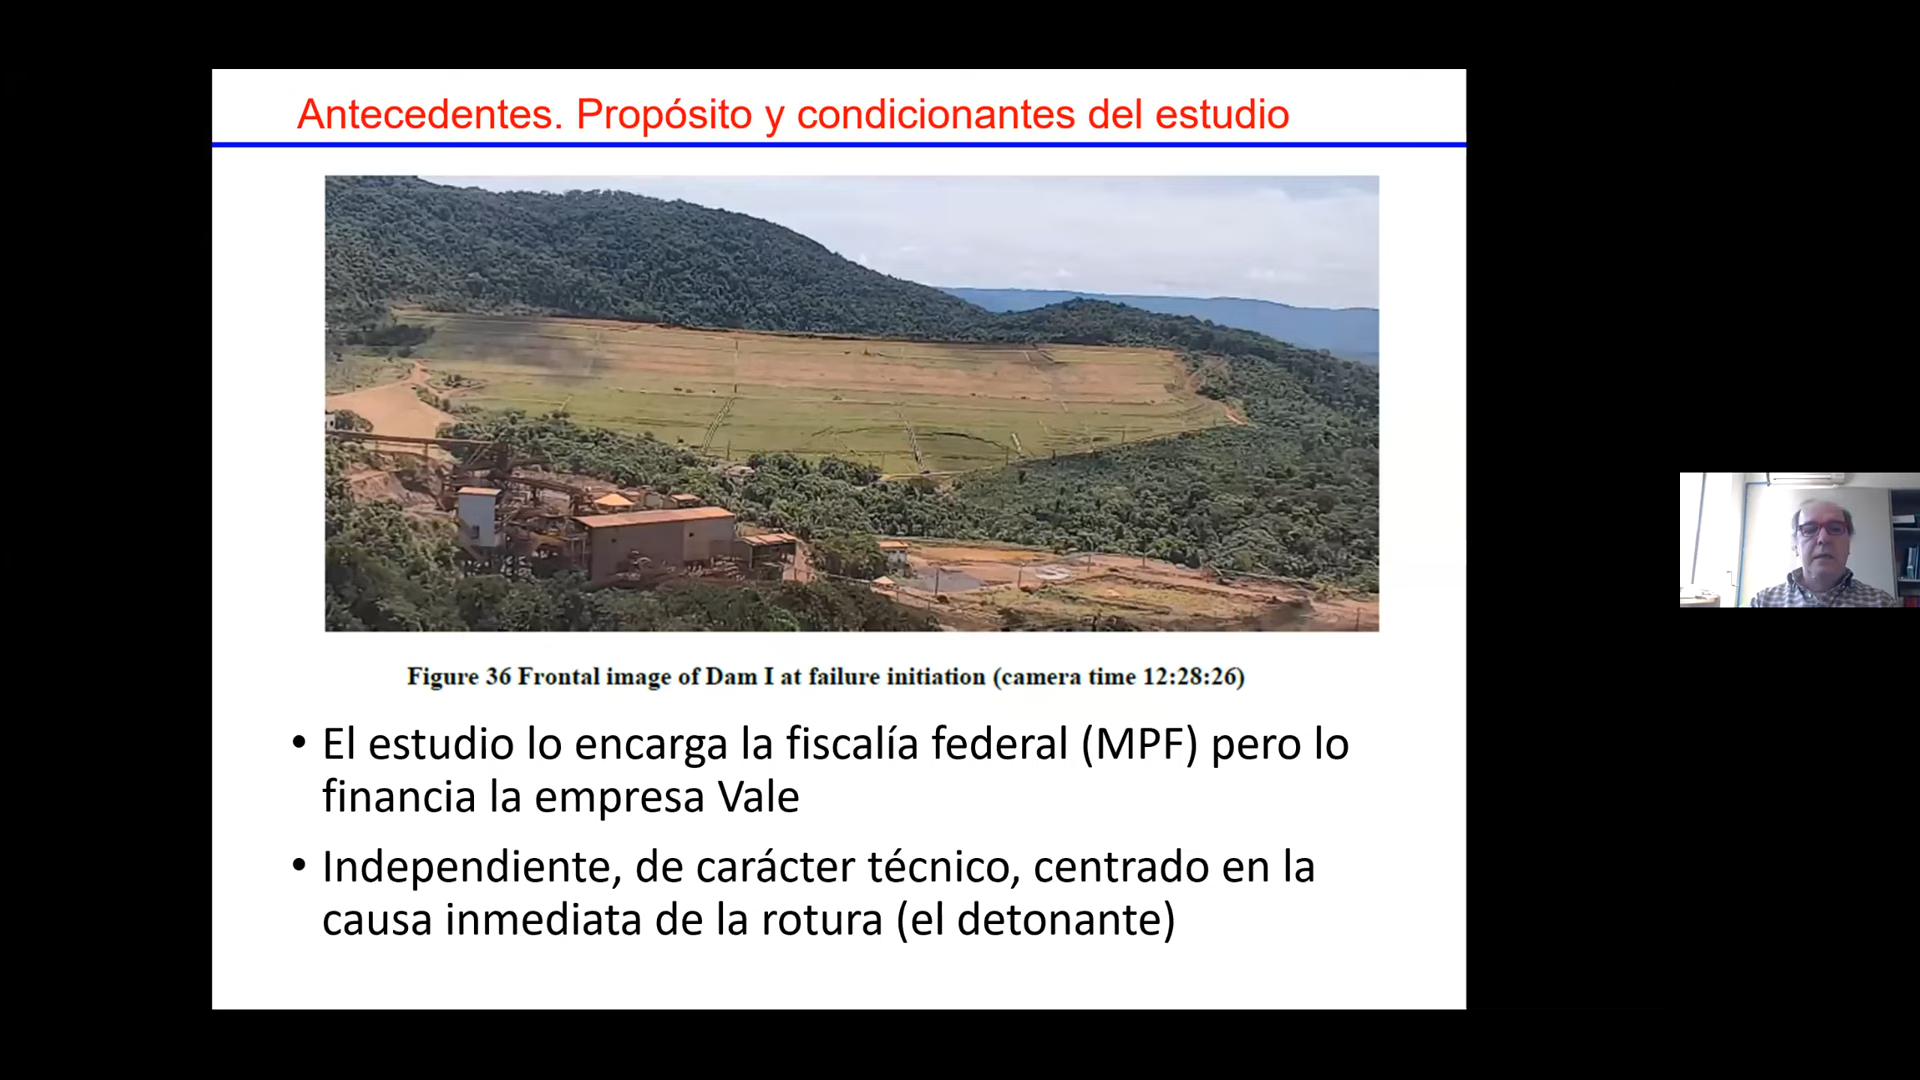 Antecedentes. Propósito y condicionantes del estudio
Figure 36 Frontal image of Dam I at failure initiation (camera time 12:28:26)
• El estudio lo encarga la fiscalía federal (MPF) pero lo
financia la empresa Vale
• Independiente, de carácter técnico, centrado en la
causa inmediata de la rotura (el detonante)